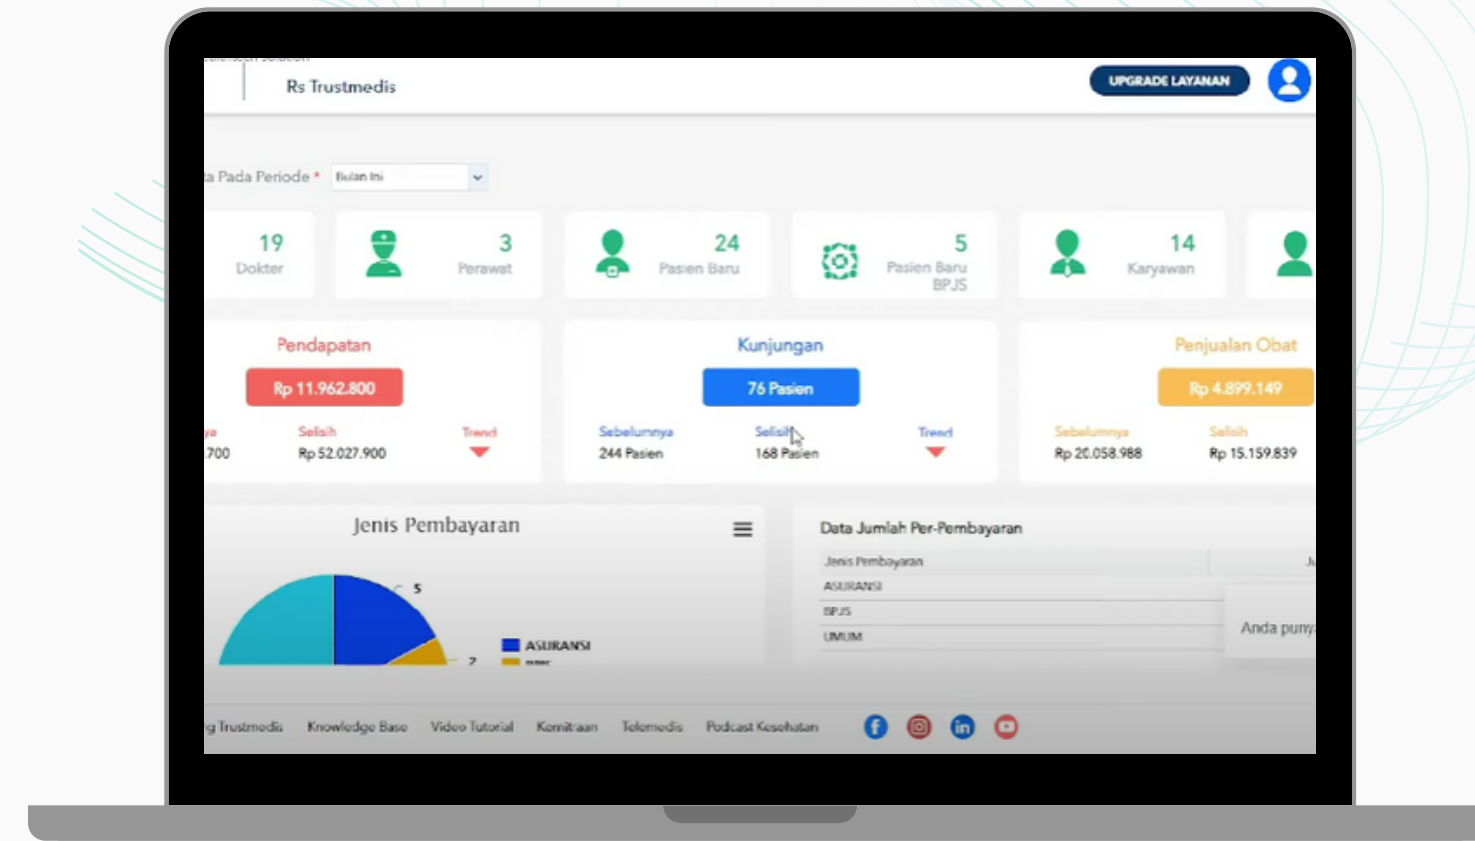 Rs Trustmedis
UPGRADE LAYANAN
ta Pada Periode * Bulan Ini
19
Dokter
3
Perawat
24
Pasien Baru
5
Pasien Baru
BPJS
14
Karyawan
Pendapatan
Rp 11.962.800
ya Selisih Trend
.700 Rp 52.027.900
Kunjungan
76 Pasien
Sebelumnya Selisih Trend
244 Pasien 168 Pasien
Penjualan Obat
Rp 4.899.149
Sebelumnya Selisih
Rp 20.058.988 Rp 15.159.839
Jenis Pembayaran
5
2
ASURANSI
Data Jumlah Per-Pembayaran
Jenis Pembayaran Ju
ASURANSI
BPJS
UMUM
Anda puny
ng Trustmedis Knowledge Base Video Tutorial Kemitraan Telemedis Podcast Kesehatan